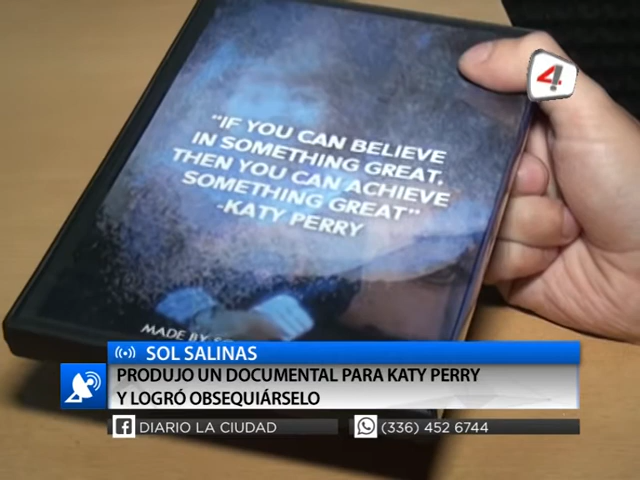 4
"IF YOU CAN BELIEVE
IN SOMETHING GREAT,
THEN YOU CAN ACHIEVE
SOMETHING GREAT"
-KATY PERRY
MADE BY
SOL SALINAS
PRODUJO UN DOCUMENTAL PARA KATY PERRY
Y LOGRÓ OBSEQUIÁRSELO
DIARIO LA CIUDAD
(336) 452 6744